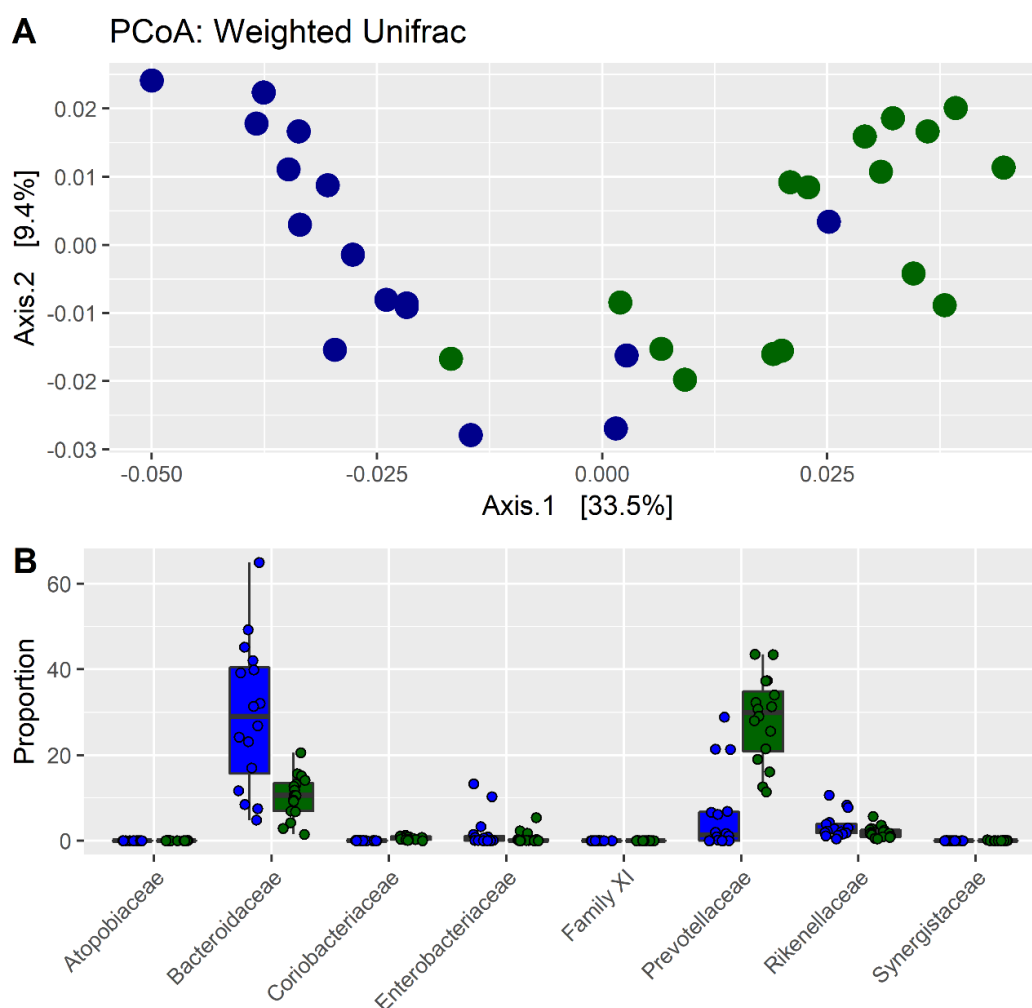 A PCoA: Weighted Unifrac
0.02
0.01
0.00
-0.01
-0.02
-0.03
Axis.2 [9.4%]
-0.050 -0.025 0.000 0.025
Axis.1 [33.5%]
B
60
40
20
0
Proportion
Atopobiaceae
Bacteroidaceae
Coriobacteriaceae
Enterobacteriaceae
Family XI
Prevotellaceae
Rikenellaceae
Synergistaceae